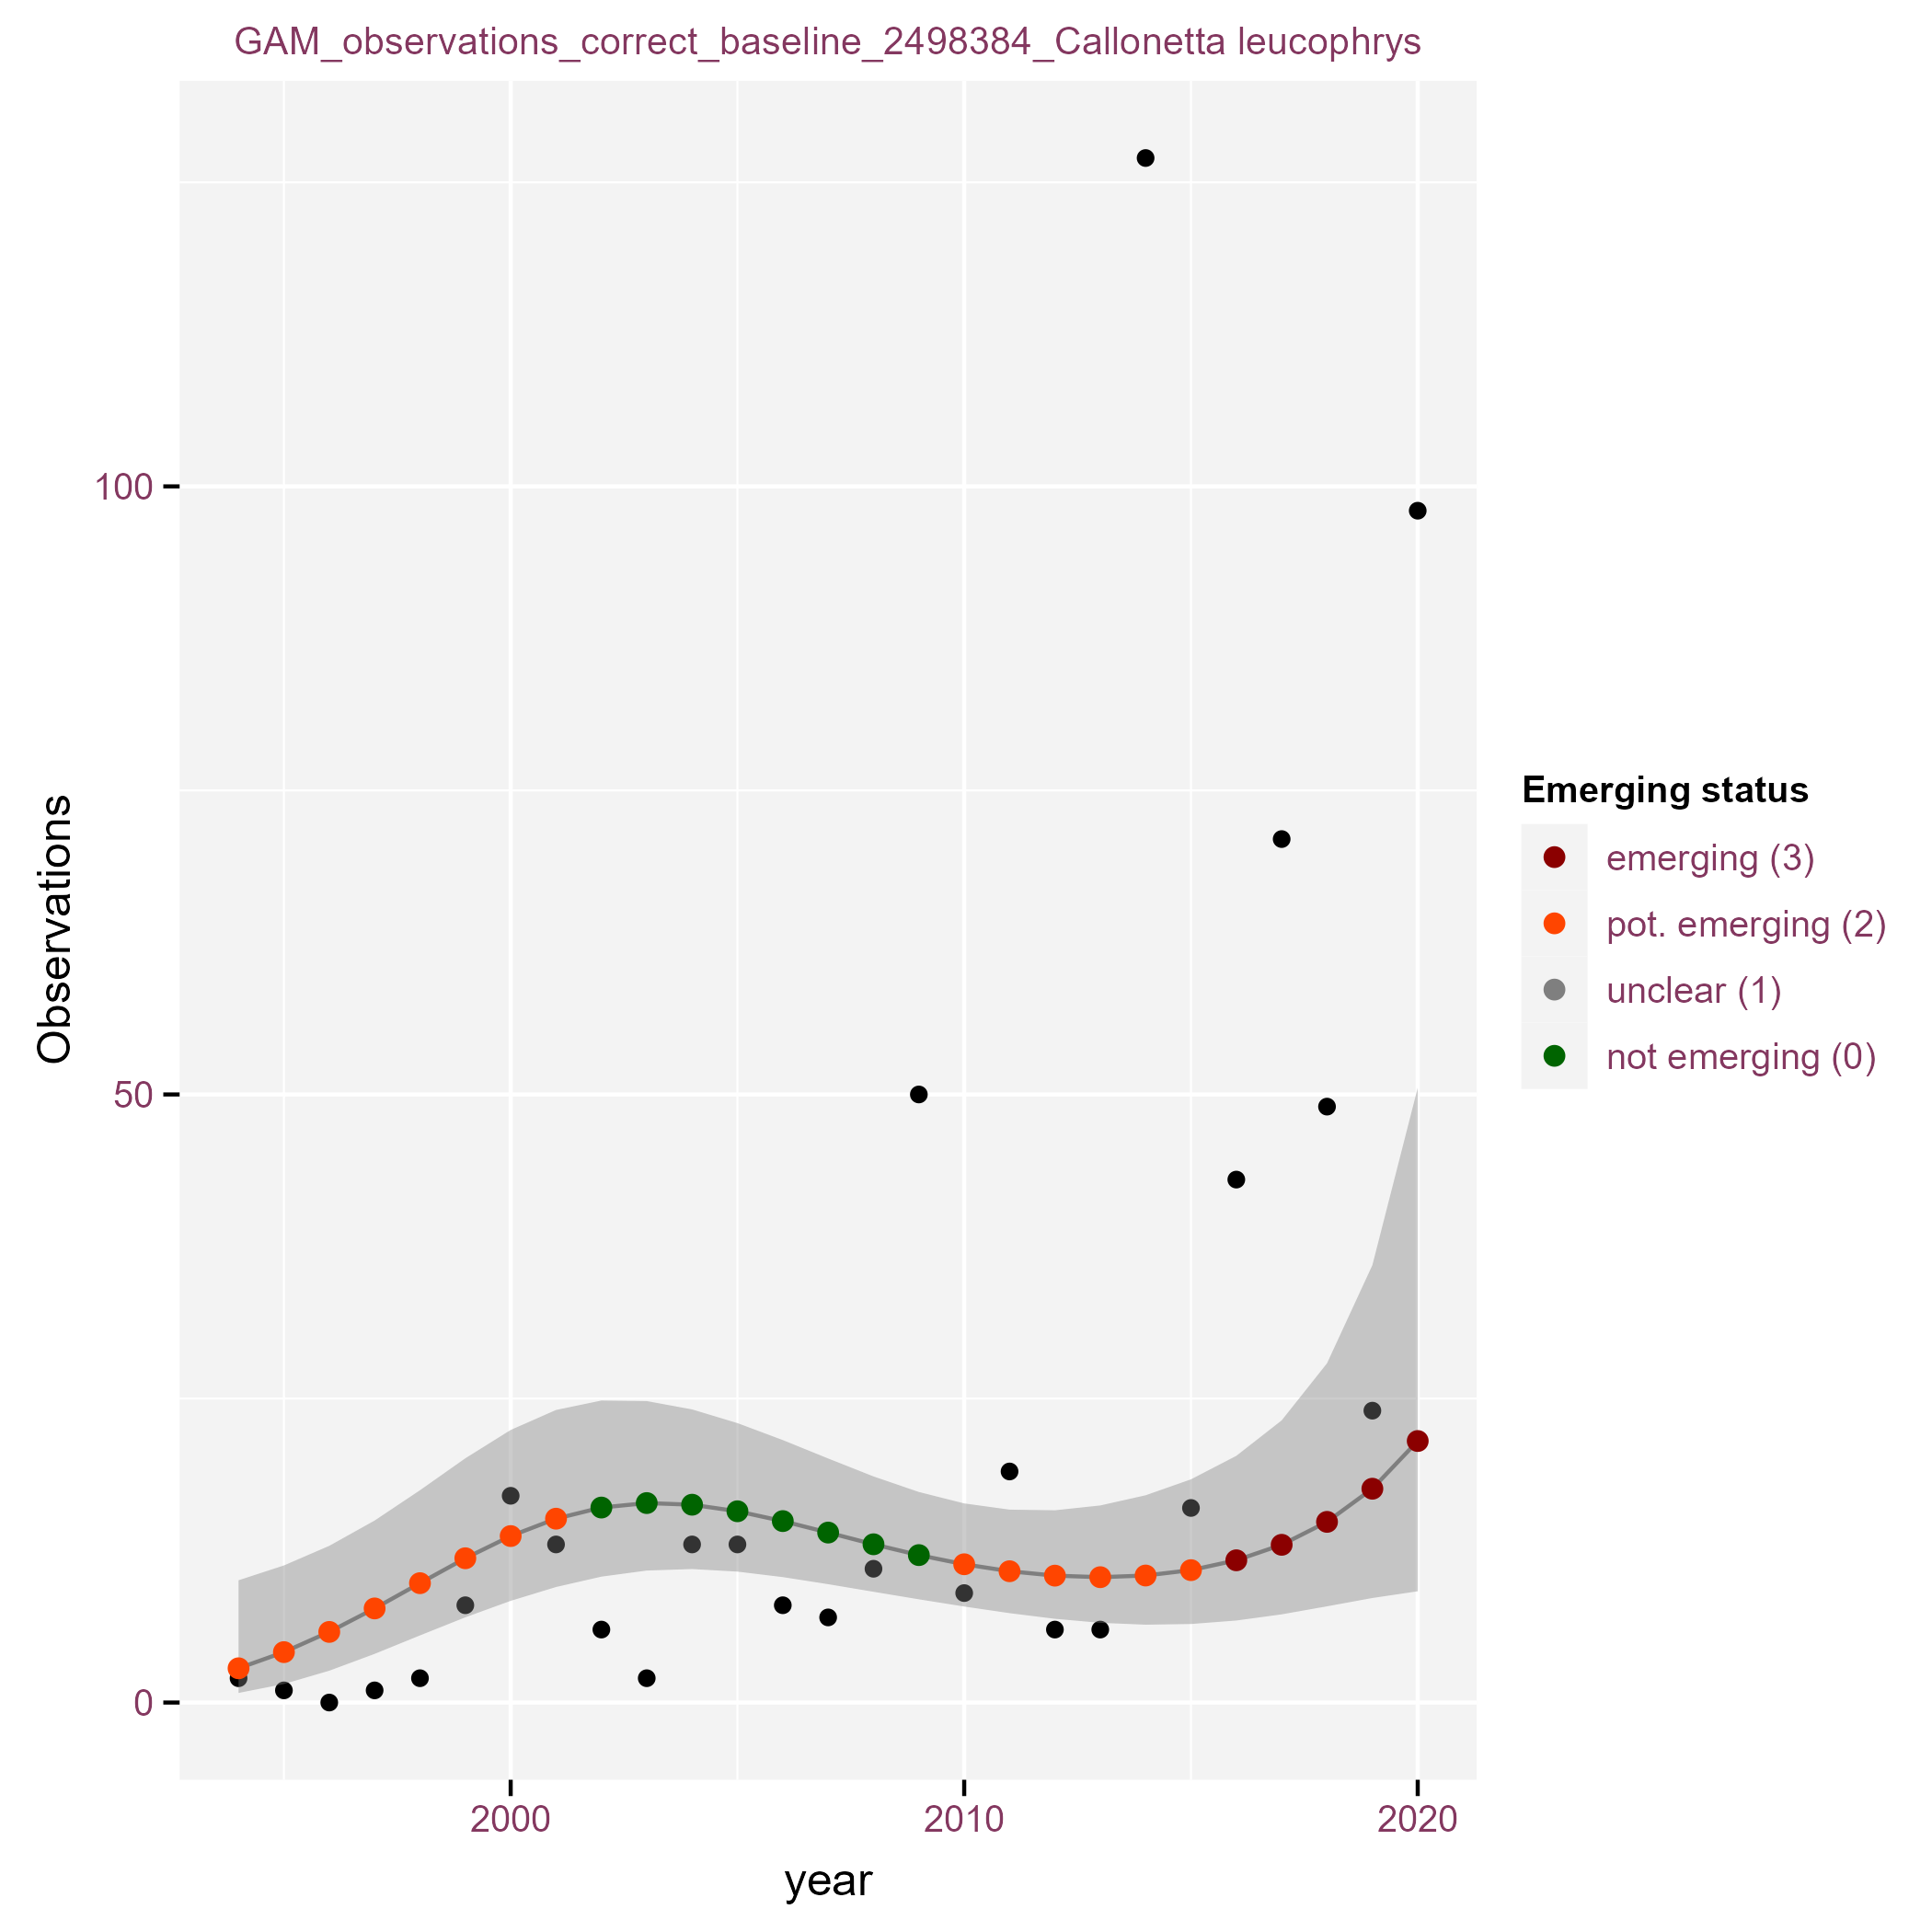 GAM_observations_correct_baseline_2498384_Callonetta leucophrys
100
50
0
Observations
2000
2010
2020
year
Emerging status
emerging (3)
pot. emerging (2)
unclear (1)
not emerging (0)